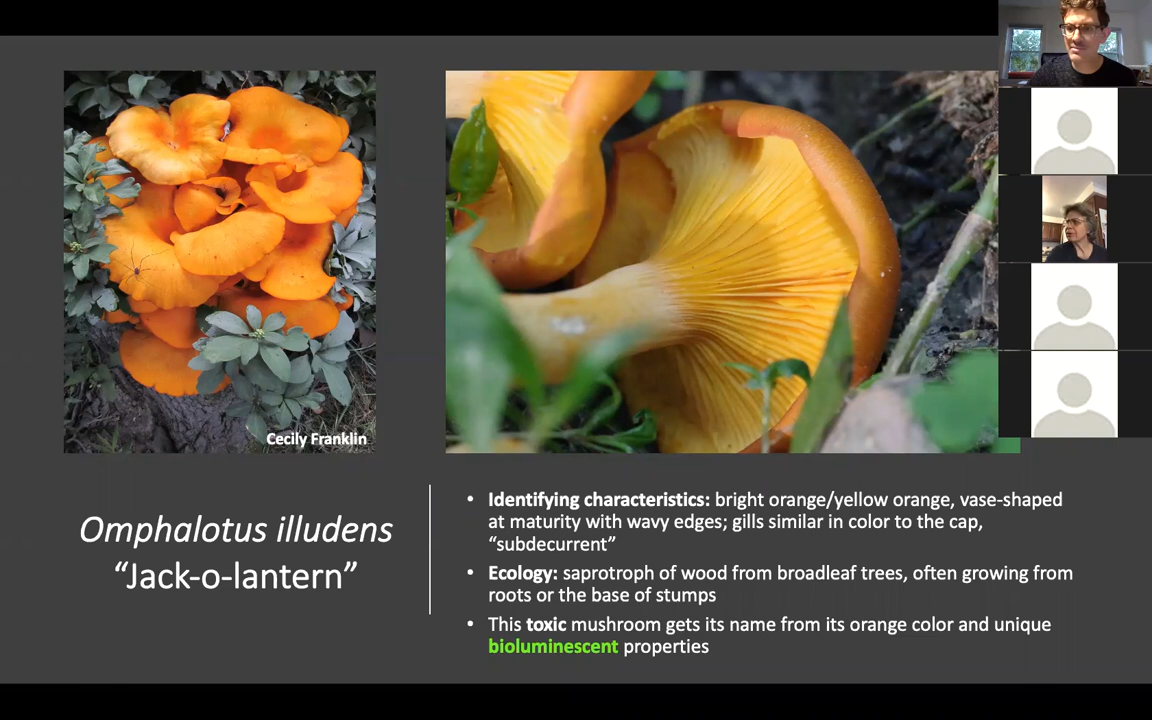 Cecily Franklin
Omphalotus illudens
“Jack-o-lantern”
• Identifying characteristics: bright orange/yellow orange, vase-shaped
at maturity with wavy edges; gills similar in color to the cap,
“subdecurrent”
• Ecology: saprotroph of wood from broadleaf trees, often growing from
roots or the base of stumps
• This toxic mushroom gets its name from its orange color and unique
bioluminescent properties